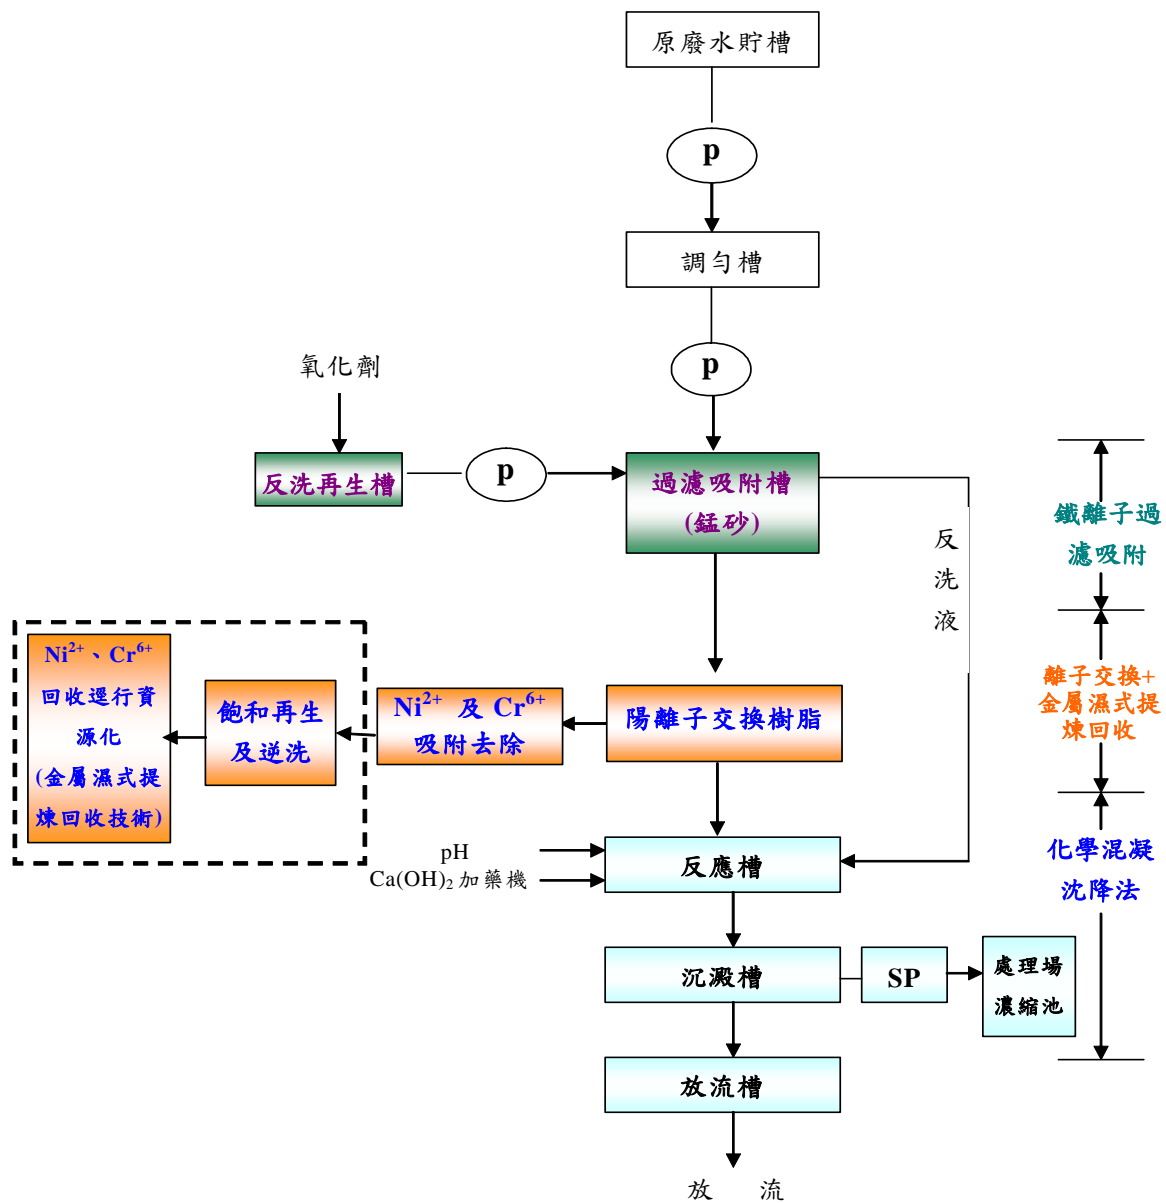 原廢水貯槽
p
調勻槽
p
氧化劑
反洗再生槽
p
過濾吸附槽
(錳砂)
反
洗
液
鐵離子過
濾吸附
Ni²⁺、Cr⁶⁺
回收逕行資
源化
(金屬濕式提
煉回收技術)
飽和再生
及逆洗
Ni²⁺ 及 Cr⁶⁺
吸附去除
陽離子交換樹脂
離子交換+
金屬濕式提
煉回收
pH
Ca(OH)₂ 加藥機
反應槽
化學混凝
沈降法
沉澱槽
SP
處理場
濃縮池
放流槽
放 流